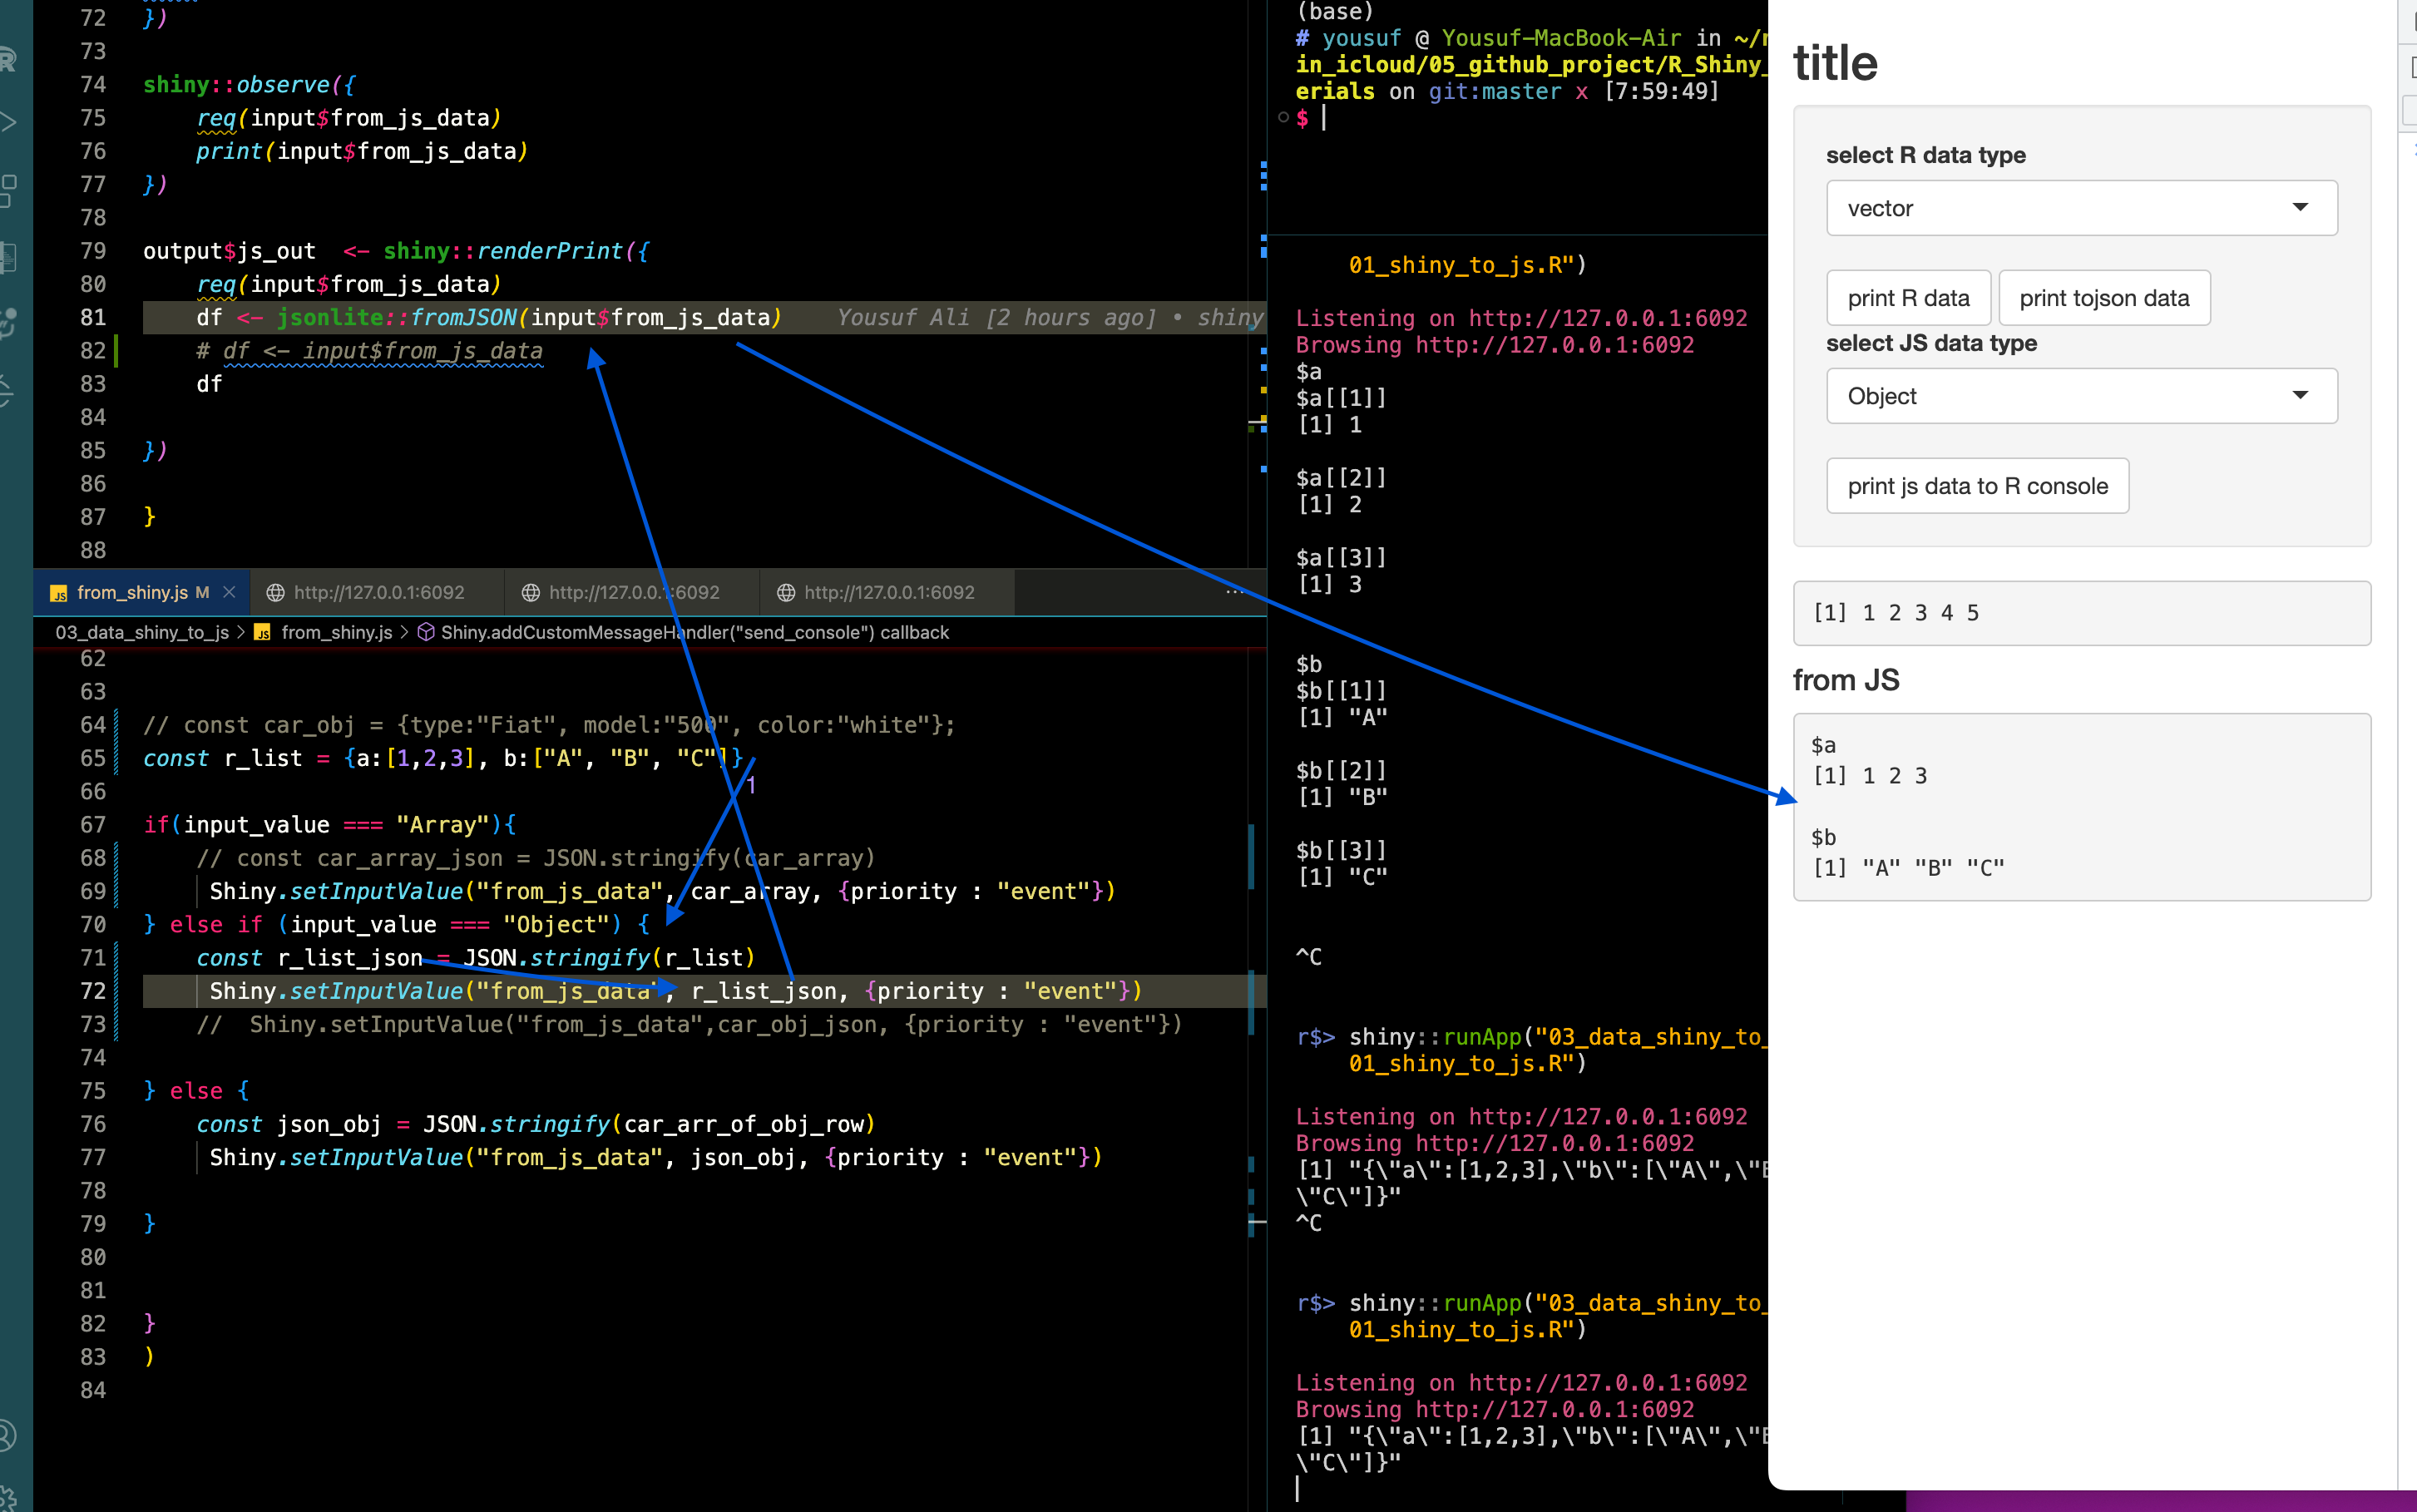 72 })
73
74 shiny::observe({
75 req(input$from_js_data)
76 print(input$from_js_data)
77 })
78
79 output$js_out <- shiny::renderPrint({
80 req(input$from_js_data)
81 df <- jsonlite::fromJSON(input$from_js_data) Yousuf Ali [2 hours ago] • shiny
82 # df <- input$from_js_data
83 df
84
85 })
86
87 }
88
from_shiny.js M http://127.0.0.1:6092 http://127.0.0.1:6092 http://127.0.0.1:6092 ...
03_data_shiny_to_js > JS from_shiny.js > Shiny.addCustomMessageHandler("send_console") callback
62
63
64 // const car_obj = {type:"Fiat", model:"500", color:"white"};
65 const r_list = {a:[1,2,3], b:["A", "B", "C"]}
1
66
67 if(input_value === "Array"){
68 // const car_array_json = JSON.stringify(car_array)
69 Shiny.setInputValue("from_js_data", car_array, {priority : "event"})
70 } else if (input_value === "Object") {
71 const r_list_json = JSON.stringify(r_list)
72 Shiny.setInputValue("from_js_data", r_list_json, {priority : "event"})
73 // Shiny.setInputValue("from_js_data",car_obj_json, {priority : "event"})
74
75 } else {
76 const json_obj = JSON.stringify(car_arr_of_obj_row)
77 Shiny.setInputValue("from_js_data", json_obj, {priority : "event"})
78
79 }
80
81
82 }
83 )
84
(base)
# yousuf @ Yousuf-MacBook-Air in ~/
in_icloud/05_github_project/R_Shiny_
erials on git:master x [7:59:49]
$
01_shiny_to_js.R")
Listening on http://127.0.0.1:6092
Browsing http://127.0.0.1:6092
$a
$a[[1]]
[1] 1
$a[[2]]
[1] 2
$a[[3]]
[1] 3
$b
$b[[1]]
[1] "A"
$b[[2]]
[1] "B"
$b[[3]]
[1] "C"
^C
r$> shiny::runApp("03_data_shiny_to_
01_shiny_to_js.R")
Listening on http://127.0.0.1:6092
Browsing http://127.0.0.1:6092
[1] "{\"a\":[1,2,3],\"b\":[\"A\",\"B
\"C\"]}"
^C
r$> shiny::runApp("03_data_shiny_to_
01_shiny_to_js.R")
Listening on http://127.0.0.1:6092
Browsing http://127.0.0.1:6092
[1] "{\"a\":[1,2,3],\"b\":[\"A\",\"B
\"C\"]}"
title
select R data type
vector
print R data print tojson data
select JS data type
Object
print js data to R console
[1] 1 2 3 4 5
from JS
$a
[1] 1 2 3
$b
[1] "A" "B" "C"